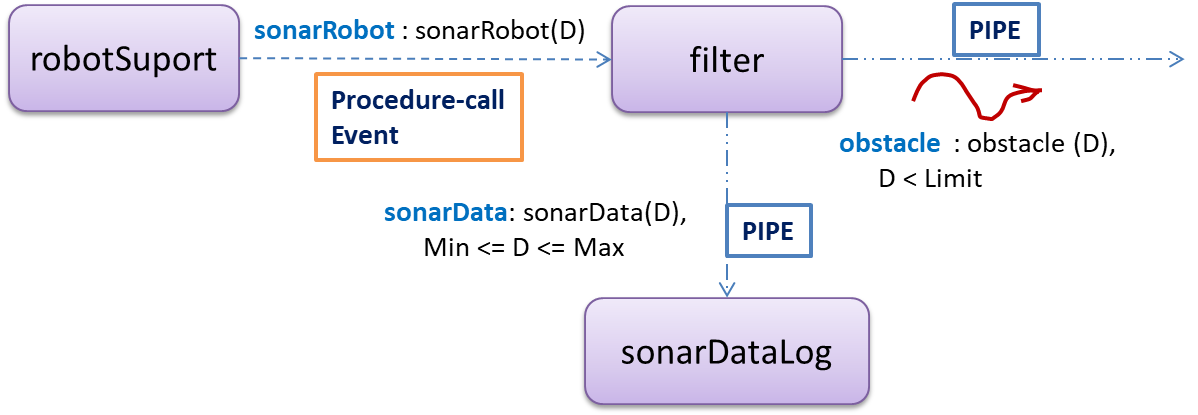 robotSuport
sonarRobot : sonarRobot(D)
Procedure-call
Event
filter
PIPE
obstacle : obstacle (D),
D < Limit
sonarData: sonarData(D),
Min <= D <= Max
PIPE
sonarDataLog